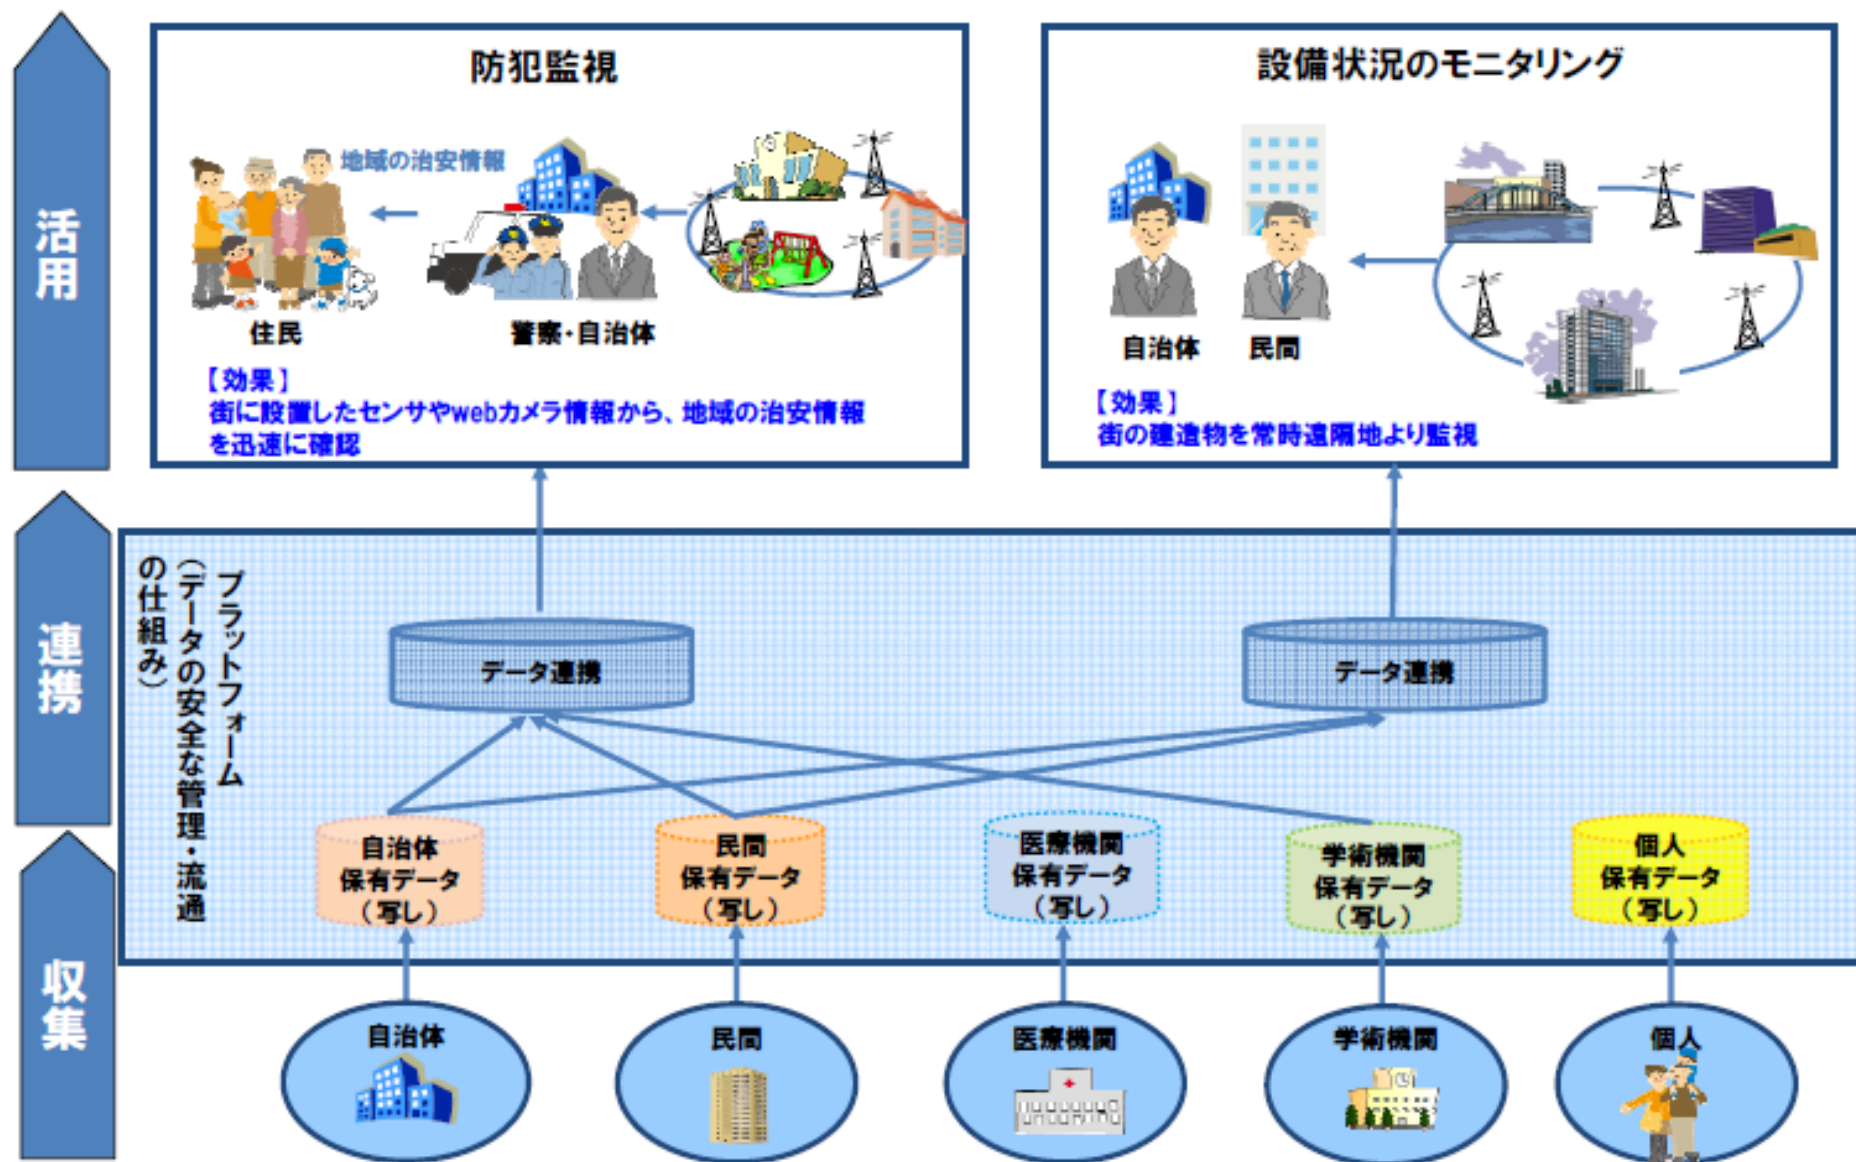 活用
防犯監視
地域の治安情報
住民
警察・自治体
【効果】
街に設置したセンサやwebカメラ情報から、地域の治安情報
を迅速に確認
設備状況のモニタリング
自治体
民間
【効果】
街の建造物を常時遠隔地より監視
連携
プラットフォーム
（データの安全な管理・流通
の仕組み）
データ連携
データ連携
収集
自治体
保有データ
（写し）
民間
保有データ
（写し）
医療機関
保有データ
（写し）
学術機関
保有データ
（写し）
個人
保有データ
（写し）
自治体
民間
医療機関
学術機関
個人